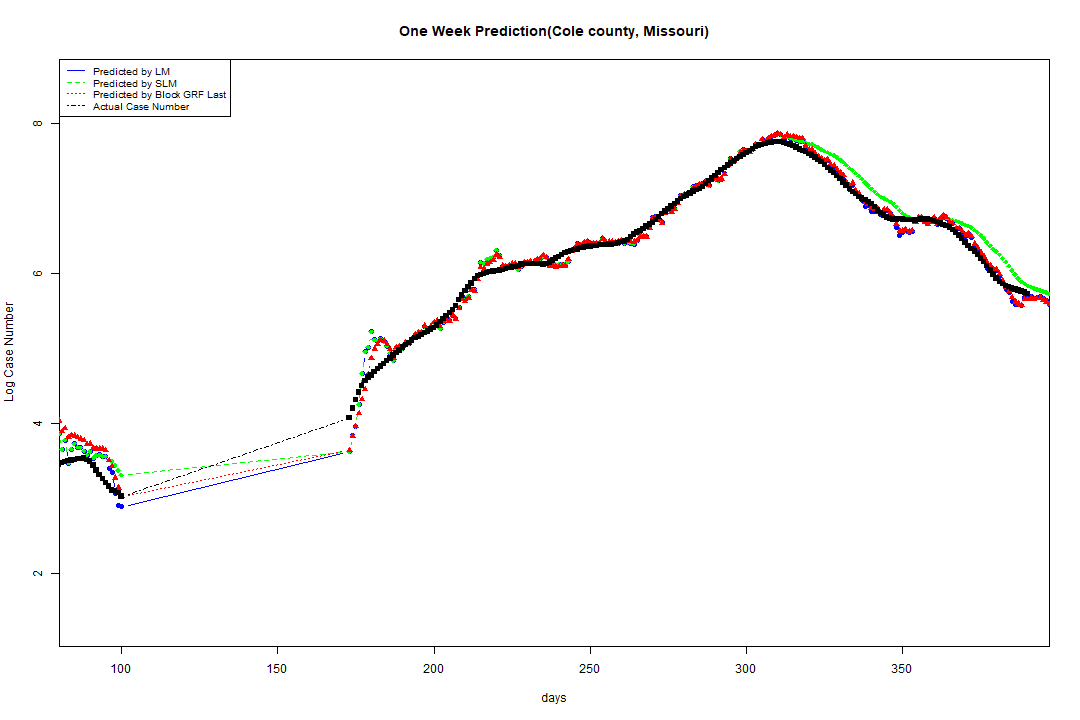 One Week Prediction(Cole county, Missouri)
Predicted by LM
Predicted by SLM
Predicted by Block GRF Last
Actual Case Number
8
6
4
2
Log Case Number
100 150 200 250 300 350
days